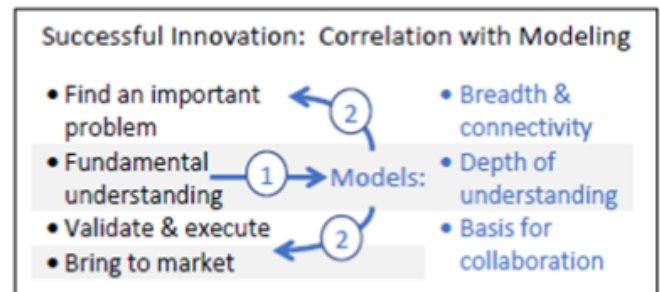 Successful Innovation: Correlation with Modeling
• Find an important
problem
• Fundamental
understanding
• Validate & execute
• Bring to market
2
1
Models:
2
• Breadth &
connectivity
• Depth of
understanding
• Basis for
collaboration